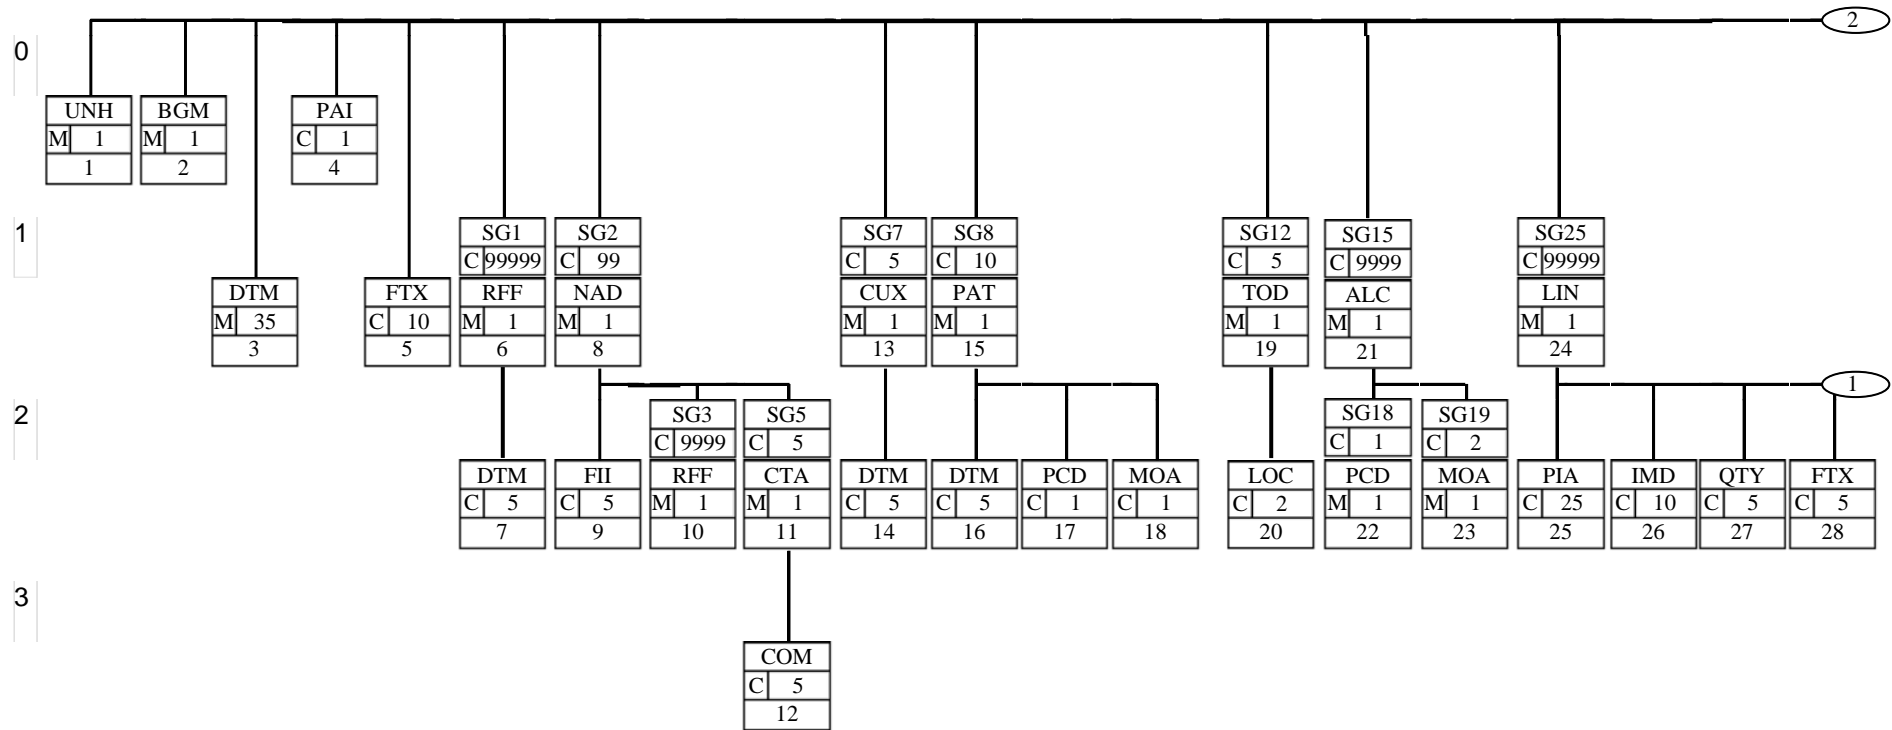 2
0
UNH BGM PAI
M 1 M 1 C 1
1 2 4
1
SG1 SG2 SG7 SG8 SG12 SG15 SG25
C 99999 C 99 C 5 C 10 C 5 C 9999 C 99999
DTM FTX RFF NAD CUX PAT TOD ALC LIN
M 35 C 10 M 1 M 1 M 1 M 1 M 1 M 1 M 1
3 5 6 8 13 15 19 21 24
1
2
SG3 SG5 SG18 SG19
C 9999 C 5 C 1 C 2
DTM FII RFF CTA DTM DTM PCD MOA LOC PCD MOA PIA IMD QTY FTX
C 5 C 5 M 1 M 1 C 5 C 5 C 1 C 1 C 2 M 1 M 1 C 25 C 10 C 5 C 5
7 9 10 11 14 16 17 18 20 22 23 25 26 27 28
3
COM
C 5
12